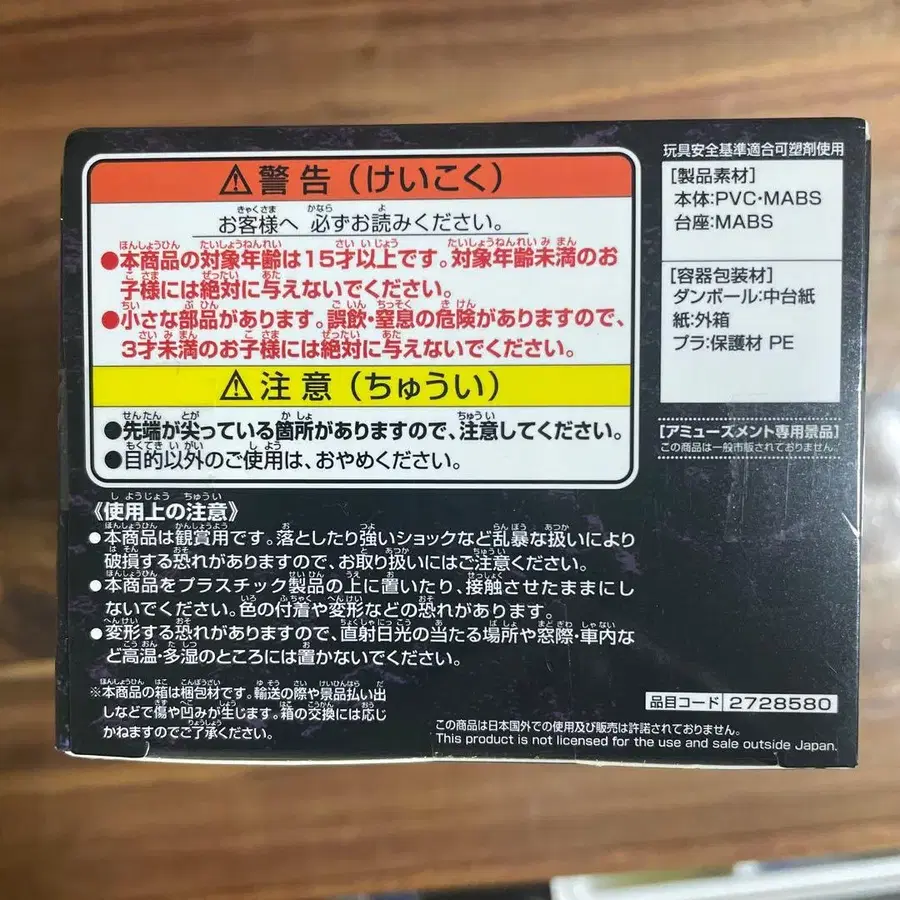 ⚠警告（けいこく）
お客様へ 必ずお読みください。
●本商品の対象年齢は15才以上です。対象年齢未満のお
子様には絶対に与えないでください。
●小さな部品があります。誤飲・窒息の危険がありますので、
3才未満のお子様には絶対に与えないでください。
⚠注意（ちゅうい）
●先端が尖っている箇所がありますので、注意してください。
●目的以外のご使用は、おやめください。
《使用上の注意》
●本商品は観賞用です。落としたり強いショックなど乱暴な扱いにより
破損する恐れがありますので、お取り扱いにはご注意ください。
●本商品をプラスチック製品の上に置いたり、接触させたままにし
ないでください。色の付着や変形などの恐れがあります。
●変形する恐れがありますので、直射日光の当たる場所や窓際・車内な
ど高温・多湿のところには置かないでください。
※本商品の箱は梱包材です。輸送の際や景品払い出
しなどで傷や凹みが生じます。箱の交換には応じ
かねますのでご了承ください。
玩具安全基準適合可塑剤使用
[製品素材]
本体:PVC・MABS
台座:MABS
[容器包装材]
ダンボール:中台紙
紙:外箱
プラ:保護材 PE
[アミューズメント専用景品]
この商品は一般市販されておりません。
品目コード 2728580
この商品は日本国外での使用及び販売は許諾されておりません。
This product is not licensed for the use and sale outside Japan.